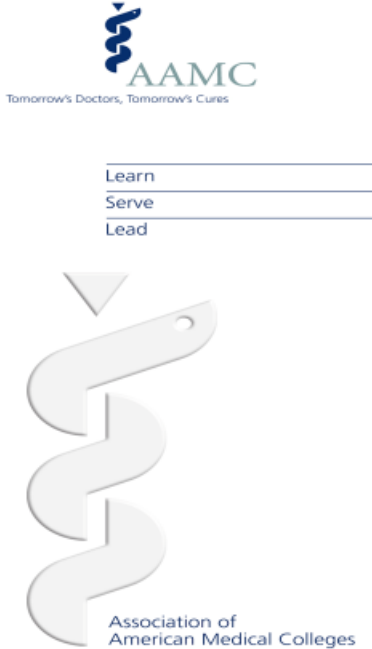 AAMC
Tomorrow's Doctors, Tomorrow's Cures
Learn
Serve
Lead
Association of
American Medical Colleges